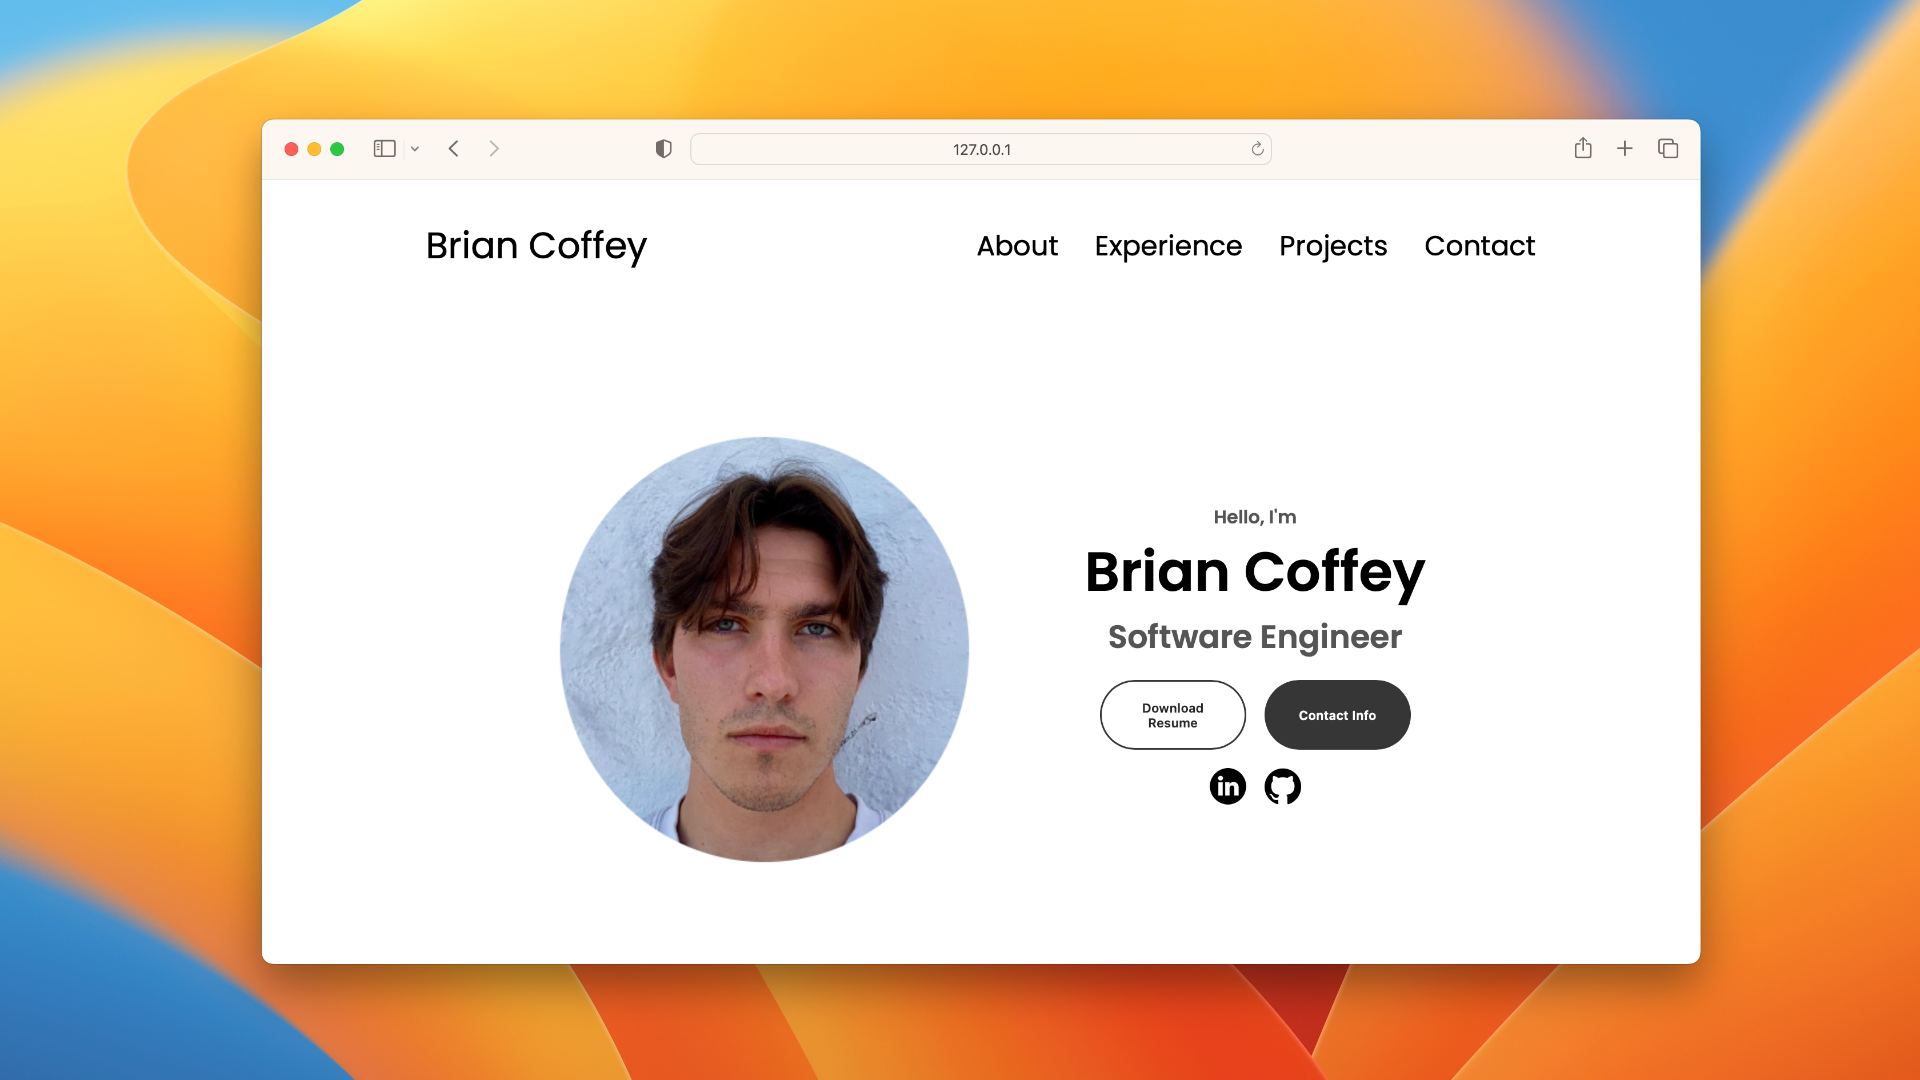 127.0.0.1
Brian Coffey
About Experience Projects Contact
Hello, I'm
Brian Coffey
Software Engineer
Download
Resume
Contact Info
in